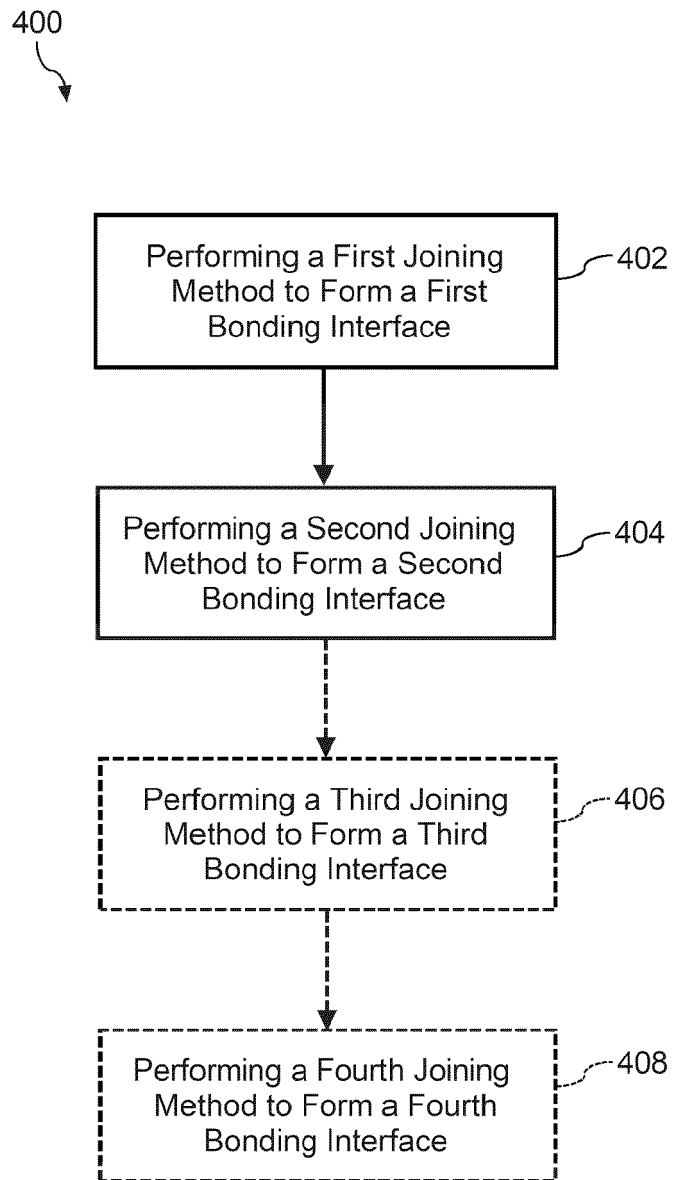 400
Performing a First Joining
Method to Form a First
Bonding Interface
402
Performing a Second Joining
Method to Form a Second
Bonding Interface
404
Performing a Third Joining
Method to Form a Third
Bonding Interface
406
Performing a Fourth Joining
Method to Form a Fourth
Bonding Interface
408